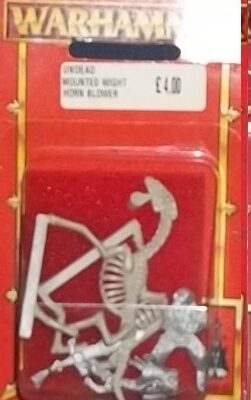 WARHAMM
UNDEAD
MOUNTED WIGHT
HORN BLOWER
£4.00